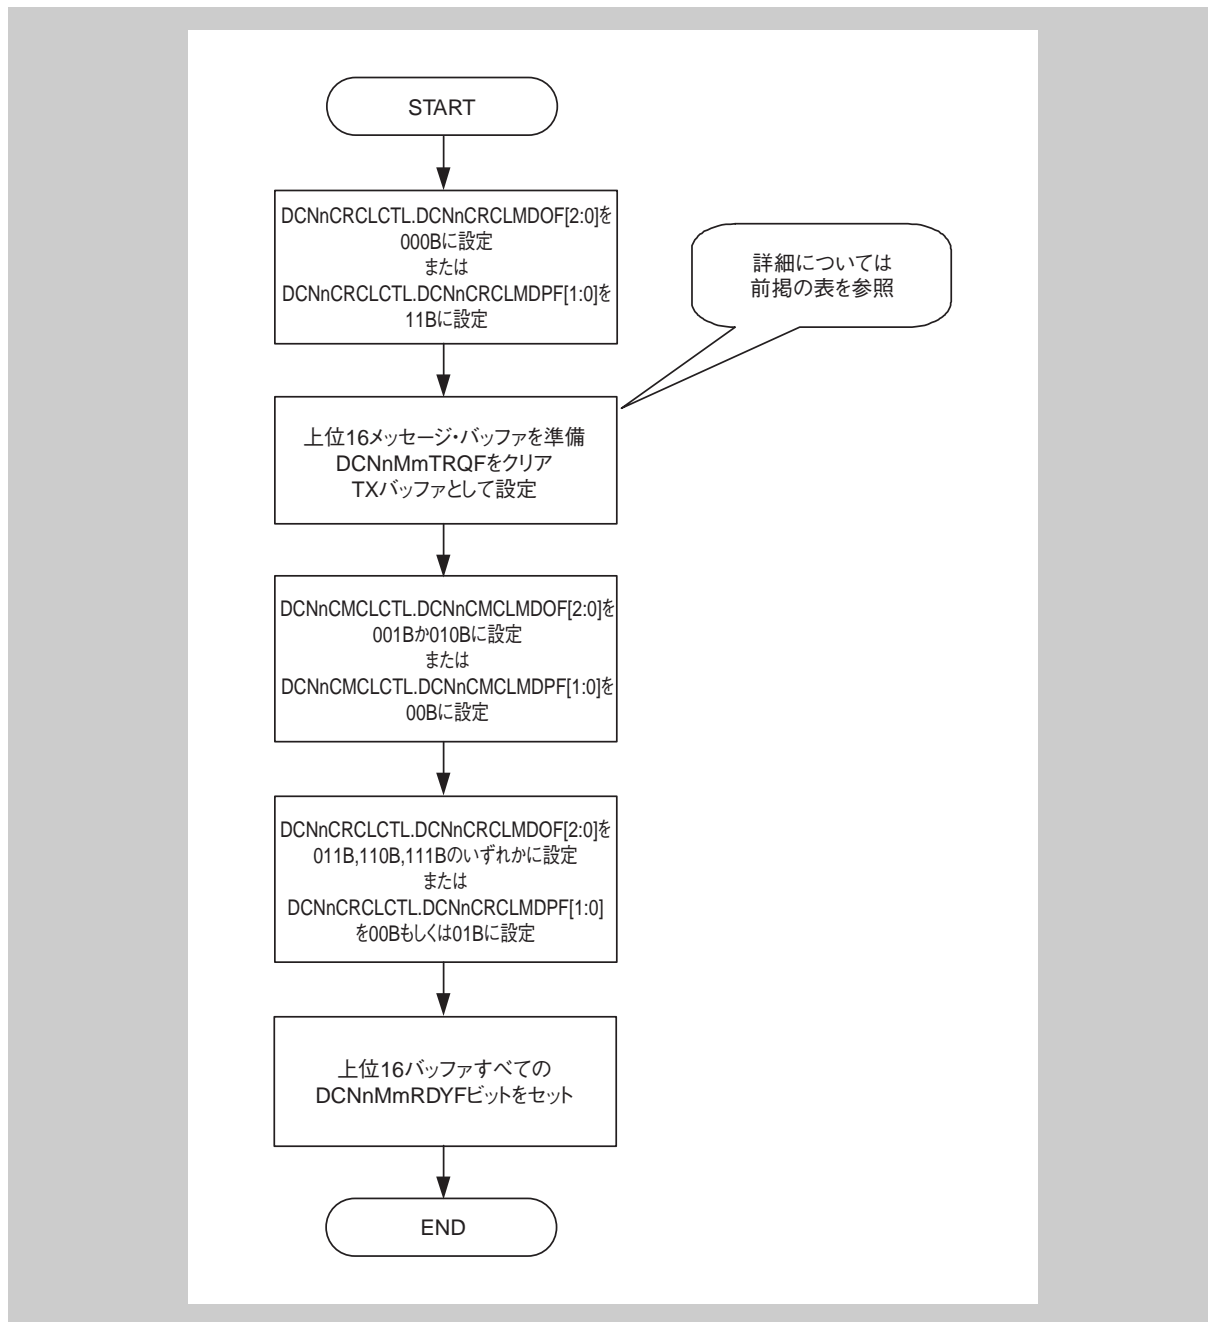 START
DCNnCRCLCTL.DCNnCRCLMDOF[2:0]を
000Bに設定
または
DCNnCRCLCTL.DCNnCRCLMDPF[1:0]を
11Bに設定
詳細については
前掲の表を参照
上位16メッセージ・バッファを準備
DCNnMmTRQFをクリア
TXバッファとして設定
DCNnCMCLCTL.DCNnCMCLMDOF[2:0]を
001Bか010Bに設定
または
DCNnCMCLCTL.DCNnCMCLMDPF[1:0]を
00Bに設定
DCNnCRCLCTL.DCNnCRCLMDOF[2:0]を
011B,110B,111Bのいずれかに設定
または
DCNnCRCLCTL.DCNnCRCLMDPF[1:0]
を00Bもしくは01Bに設定
上位16バッファすべての
DCNnMmRDYFビットをセット
END